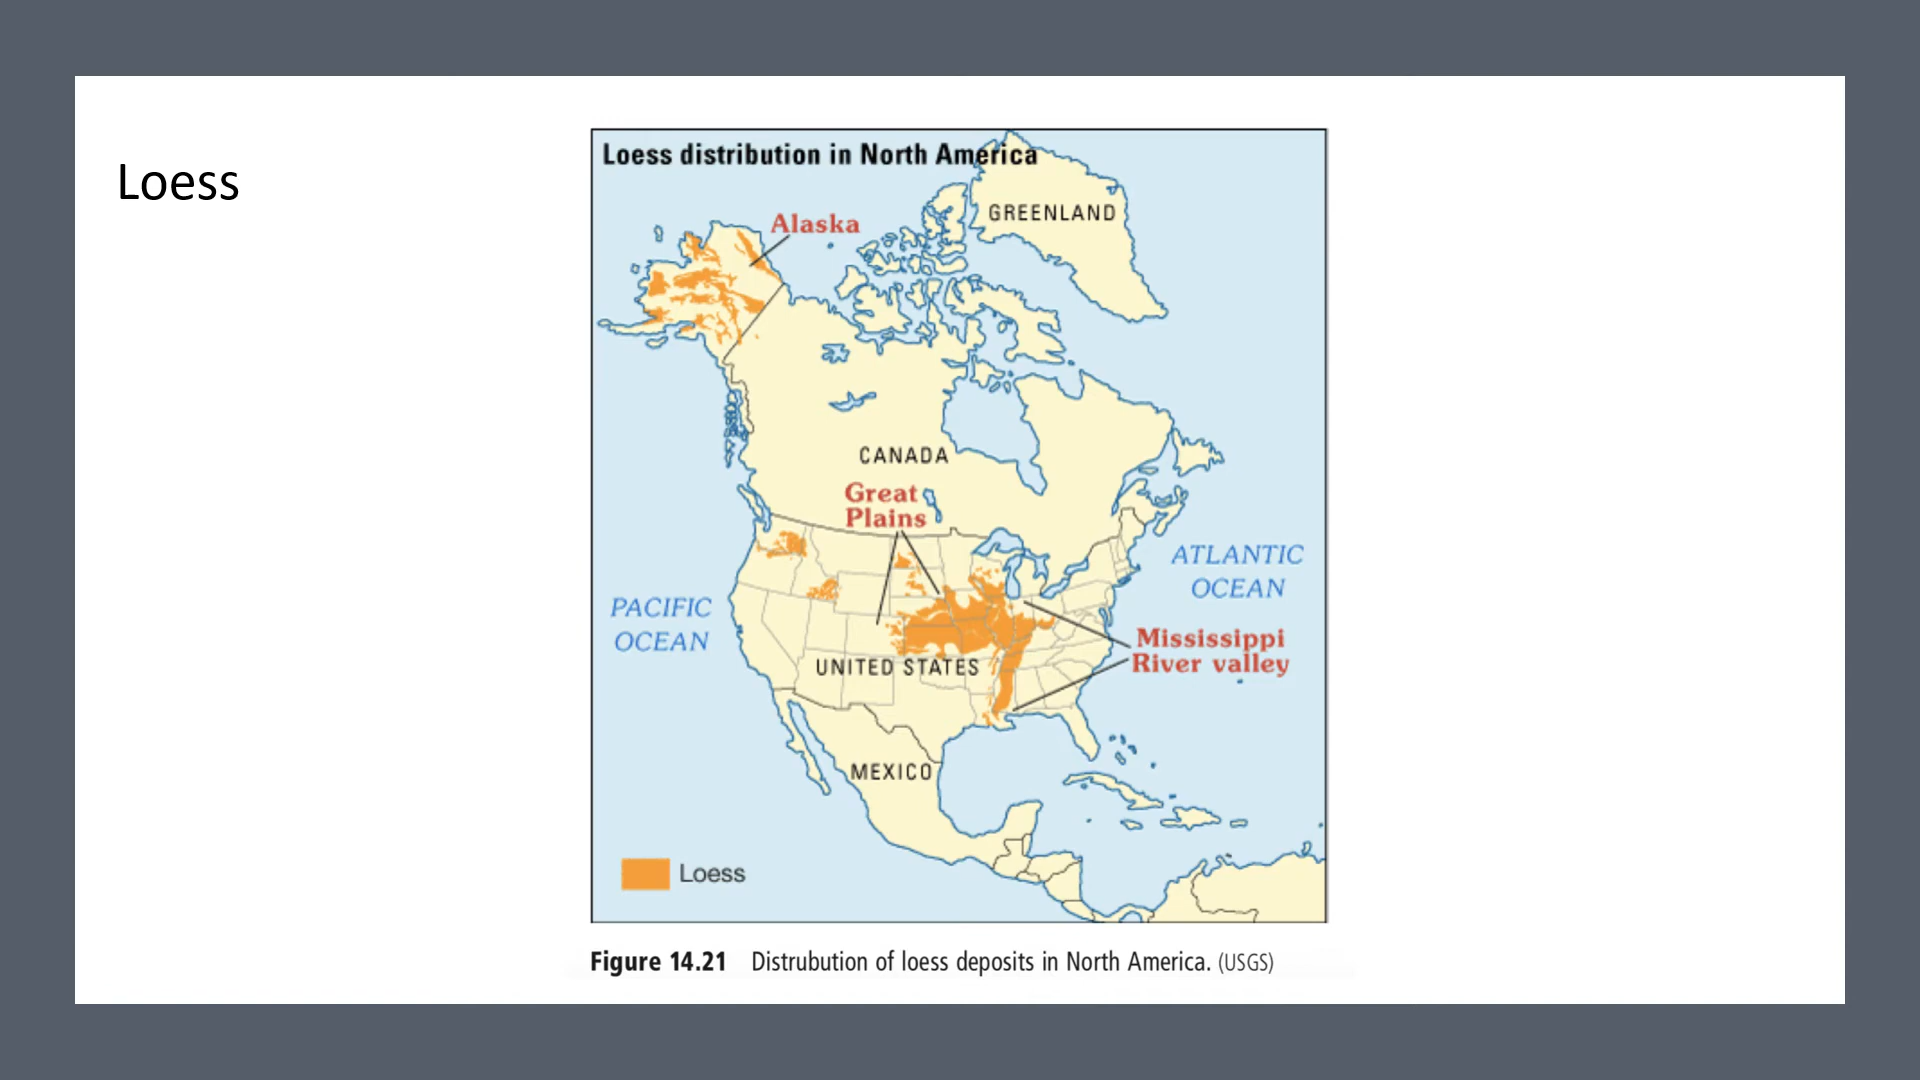 Loess
Loess distribution in North America
GREENLAND
Alaska
CANADA
Great
Plains
ATLANTIC
OCEAN
PACIFIC
OCEAN
Mississippi
River valley
UNITED STATES
MEXICO
Loess
Figure 14.21 Distrubution of loess deposits in North America. (USGS)